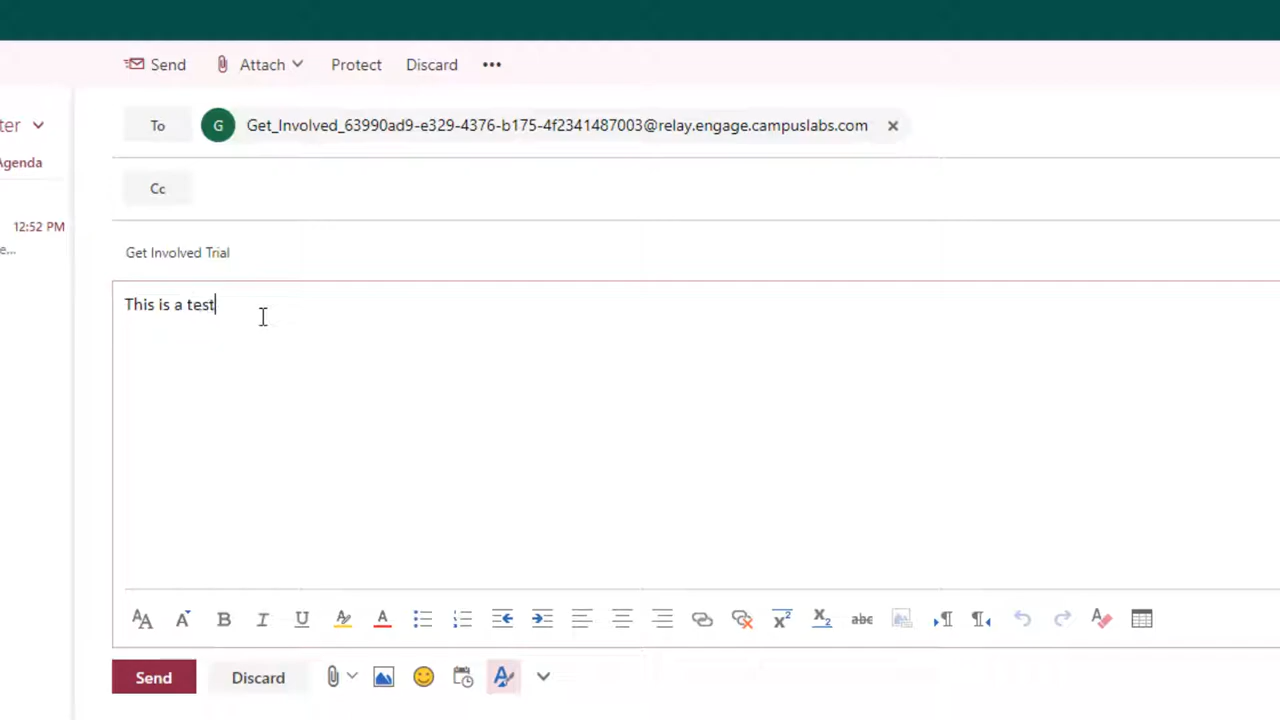 Send Attach Protect Discard •••
ter
To G Get_Involved_63990ad9-e329-4376-b175-4f2341487003@relay.engage.campuslabs.com
Agenda
Cc
12:52 PM
e...
Get Involved Trial
This is a test
Send Discard